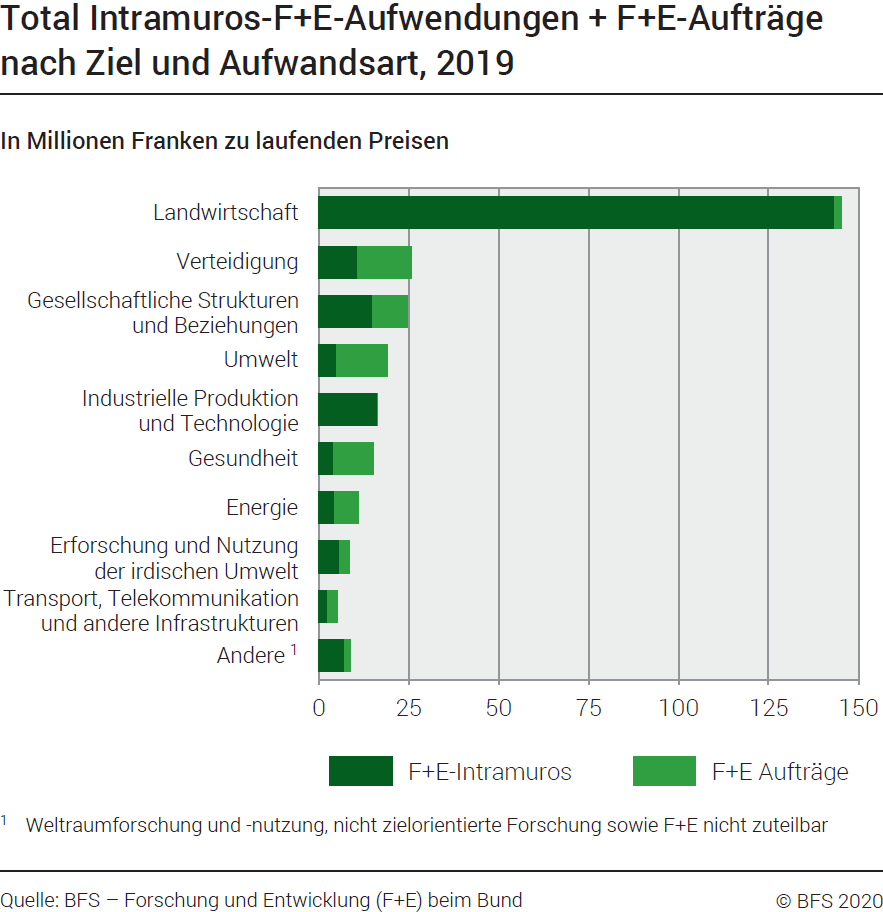 Total Intramuros-F+E-Aufwendungen + F+E-Aufträge
nach Ziel und Aufwandsart, 2019
In Millionen Franken zu laufenden Preisen
Landwirtschaft
Verteidigung
Gesellschaftliche Strukturen
und Beziehungen
Umwelt
Industrielle Produktion
und Technologie
Gesundheit
Energie
Erforschung und Nutzung
der irdischen Umwelt
Transport, Telekommunikation
und andere Infrastrukturen
Andere ¹
0 25 50 75 100 125 150
F+E-Intramuros F+E Aufträge
¹ Weltraumforschung und -nutzung, nicht zielorientierte Forschung sowie F+E nicht zuteilbar
Quelle: BFS – Forschung und Entwicklung (F+E) beim Bund © BFS 2020